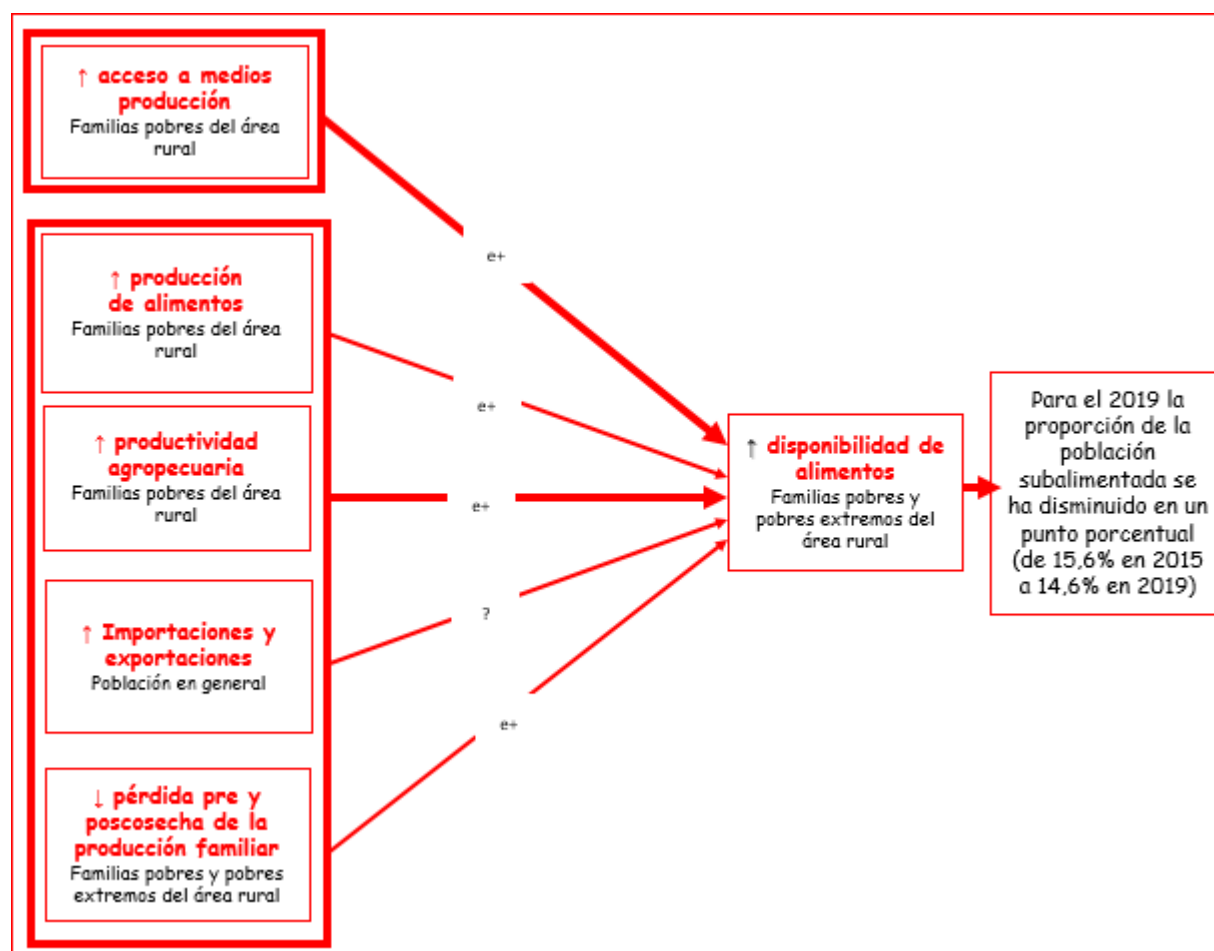 ↑ acceso a medios
producción
Familias pobres del área
rural
e+
↑ producción
de alimentos
Familias pobres del área
rural
e+
↑ productividad
agropecuaria
Familias pobres del área
rural
e+
↑ Importaciones y
exportaciones
Población en general
?
↓ pérdida pre y
poscosecha de la
producción familiar
Familias pobres y pobres
extremos del área rural
e+
↑ disponibilidad de
alimentos
Familias pobres y
pobres extremos del
área rural
Para el 2019 la
proporción de la
población
subalimentada se
ha disminuido en un
punto porcentual
(de 15,6% en 2015
a 14,6% en 2019)